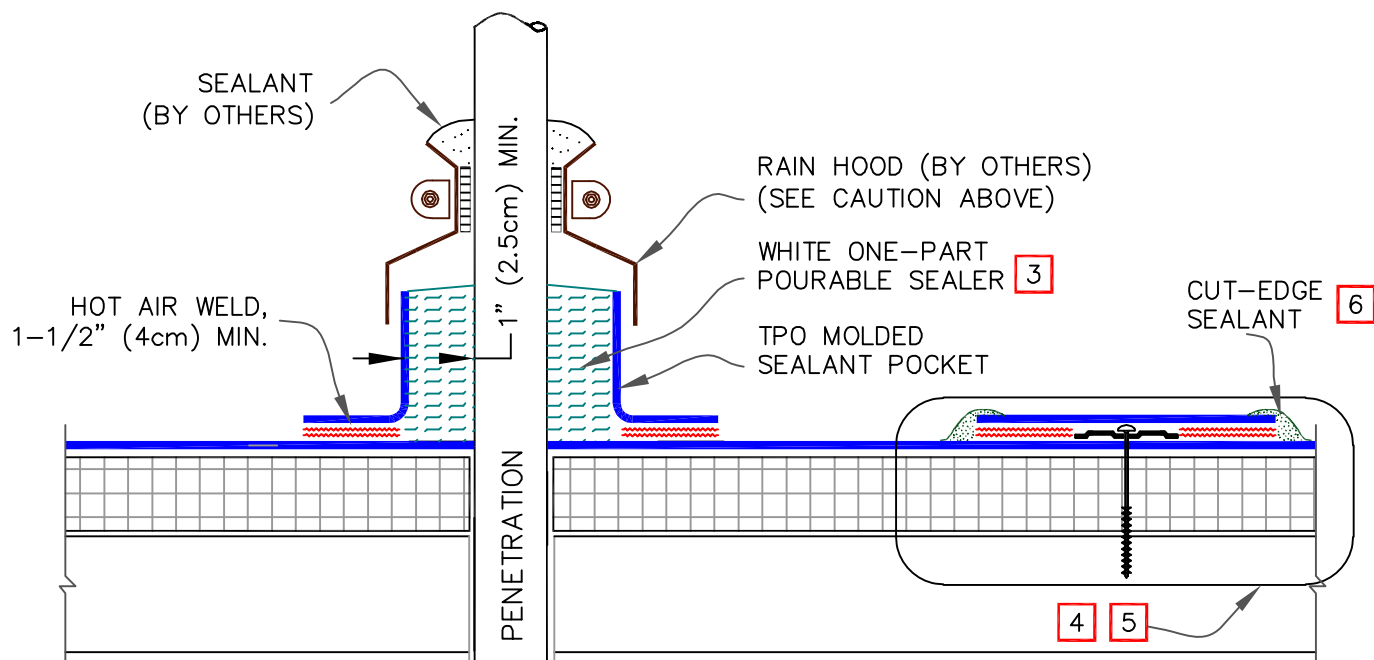 SEALANT
(BY OTHERS)
1" (2.5cm) MIN.
RAIN HOOD (BY OTHERS)
(SEE CAUTION ABOVE)
WHITE ONE-PART
POURABLE SEALER 3
HOT AIR WELD,
1-1/2" (4cm) MIN.
CUT-EDGE
SEALANT 6
TPO MOLDED
SEALANT POCKET
PENETRATION
4 5